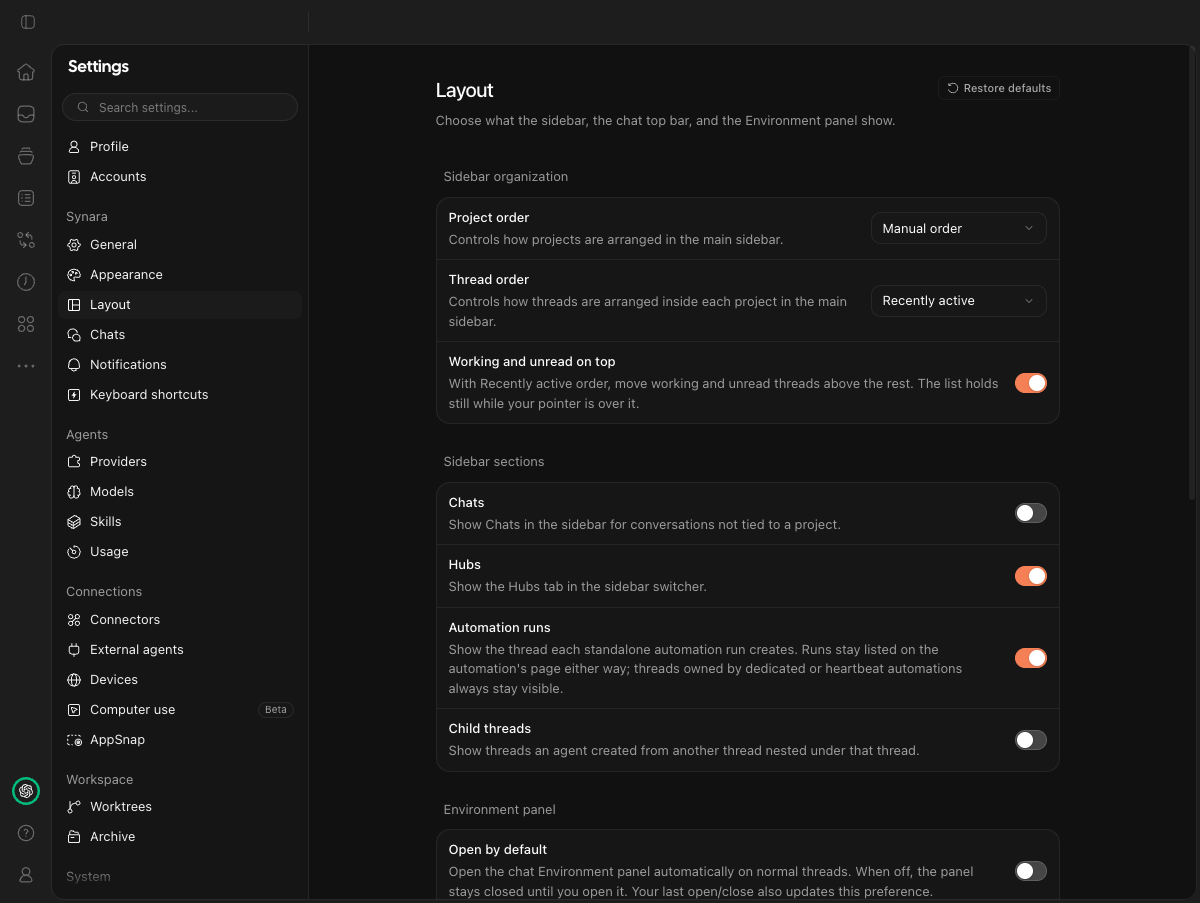 Settings
Search settings...
Profile
Accounts
Synara
General
Appearance
Layout
Chats
Notifications
Keyboard shortcuts
Agents
Providers
Models
Skills
Usage
Connections
Connectors
External agents
Devices
Computer use
Beta
AppSnap
Workspace
Worktrees
Archive
System
Layout
Restore defaults
Choose what the sidebar, the chat top bar, and the Environment panel show.
Sidebar organization
Project order
Controls how projects are arranged in the main sidebar.
Manual order
Thread order
Controls how threads are arranged inside each project in the main
sidebar.
Recently active
Working and unread on top
With Recently active order, move working and unread threads above the rest. The list holds
still while your pointer is over it.
Sidebar sections
Chats
Show Chats in the sidebar for conversations not tied to a project.
Hubs
Show the Hubs tab in the sidebar switcher.
Automation runs
Show the thread each standalone automation run creates. Runs stay listed on the
automation's page either way; threads owned by dedicated or heartbeat automations
always stay visible.
Child threads
Show threads an agent created from another thread nested under that thread.
Environment panel
Open by default
Open the chat Environment panel automatically on normal threads. When off, the panel
stays closed until you open it. Your last open/close also updates this preference.